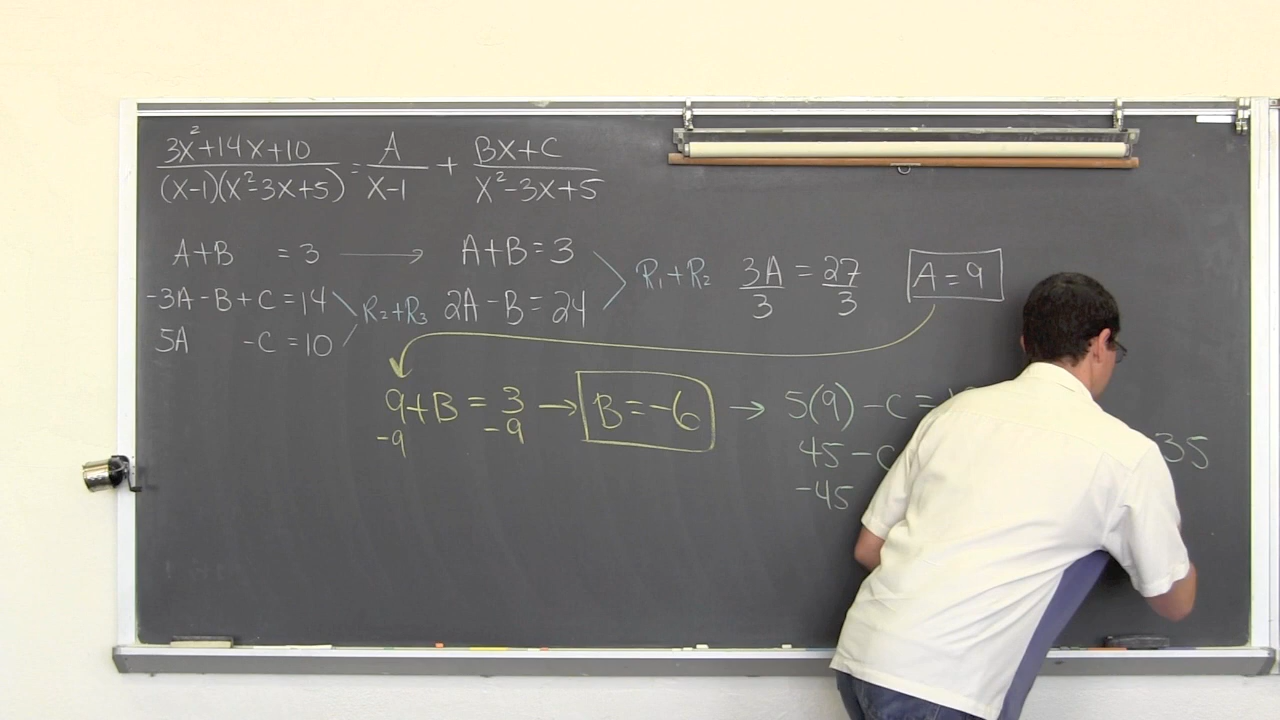 3x²+14x+10 / (x-1)(x²-3x+5) = A / x-1 + Bx+C / x²-3x+5
A+B = 3 → A+B=3
-3A-B+C=14 R₂+R₃ 2A-B=24
5A -C=10
R₁+R₂ 3A/3 = 27/3 A=9
9+B = 3 → B=-6 → 5(9)-C=
-9 -9
45-C 35
-45